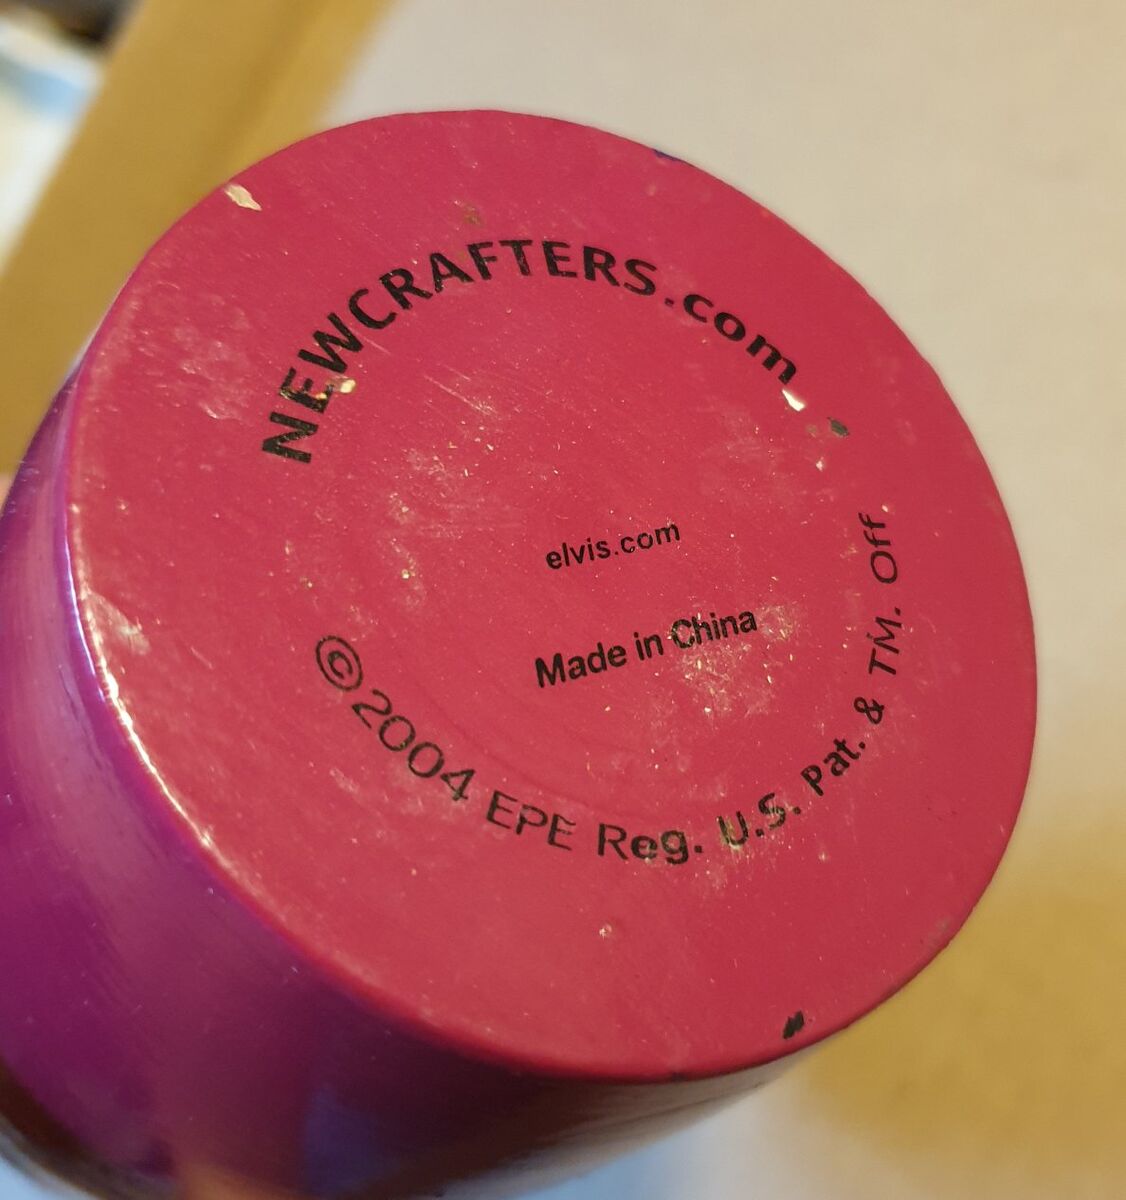 NEWCRAFTERS.com
elvis.com
Made in China
©2004 EPE Reg. U.S. Pat. & TM. Off.